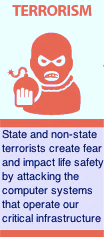 TERRORISM
State and non-state
terrorists create fear
and impact life safety
by attacking the
computer systems
that operate our
critical infrastructure